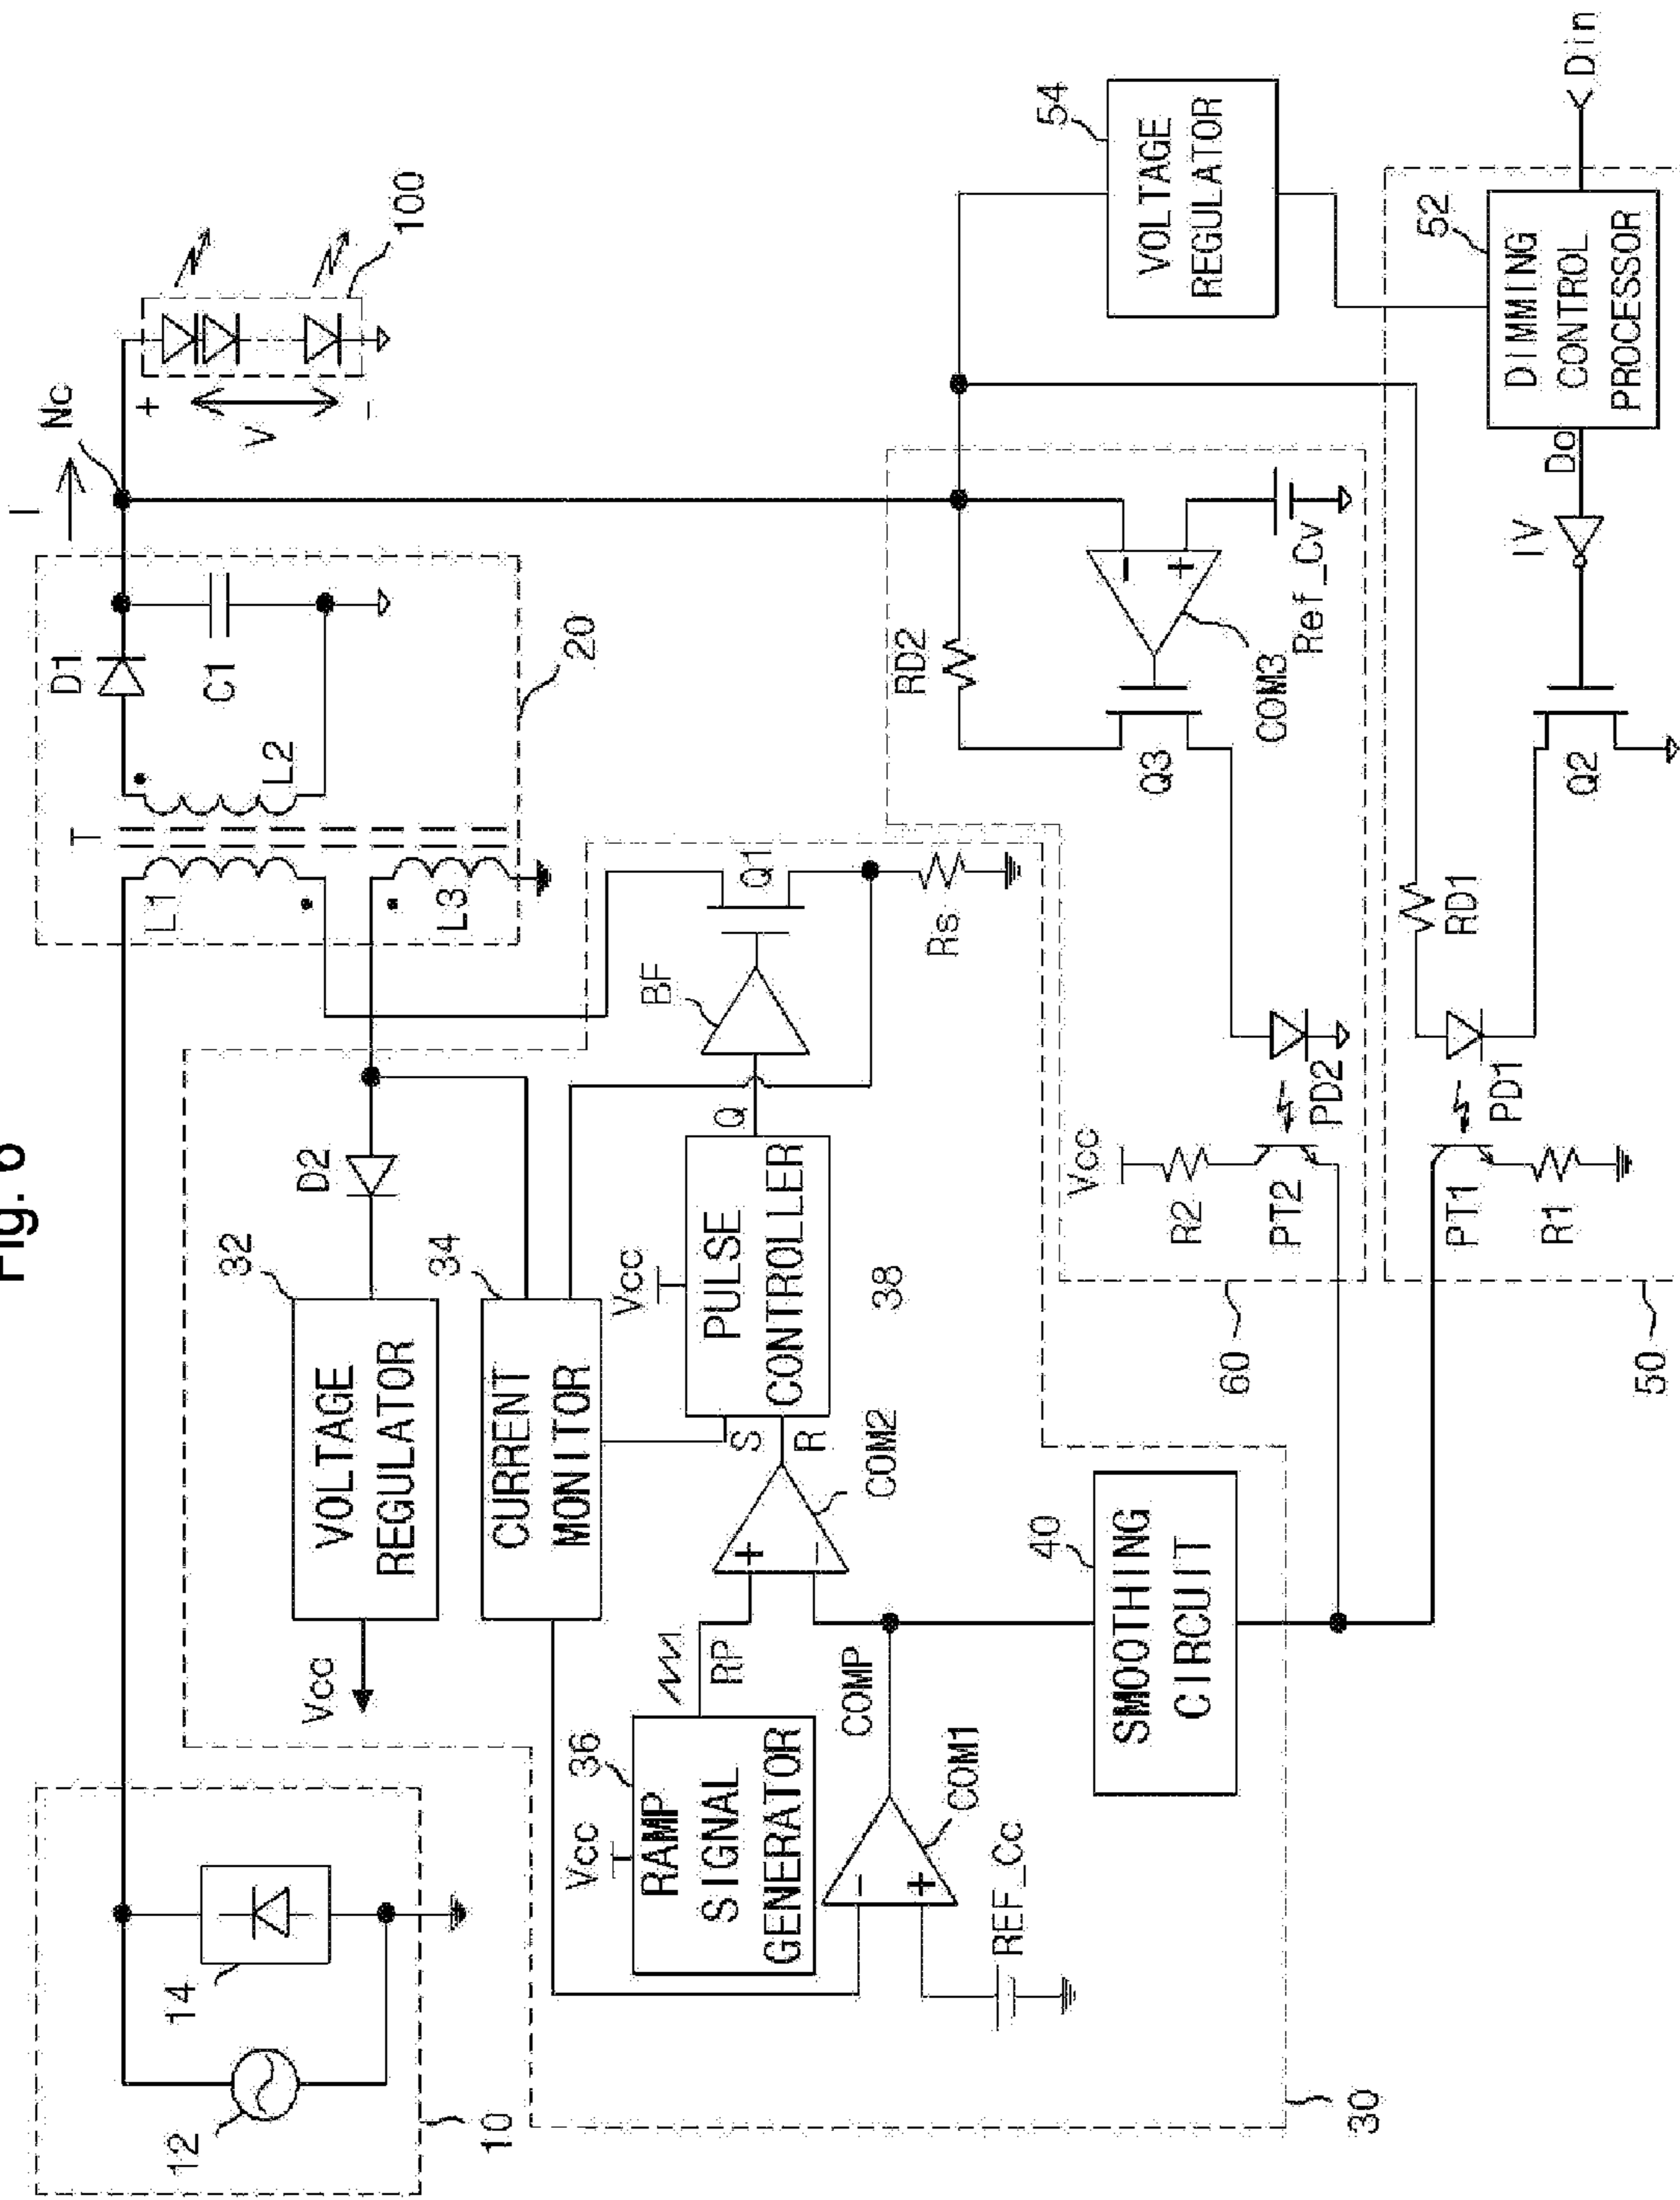 Fig. 6
10
12
14
T
L1
L2
L3
D1
C1
20
I
Nc
+
V
-
100
32
VOLTAGE
REGULATOR
Vcc
D2
34
CURRENT
MONITOR
Vcc
36
RAMP
SIGNAL
GENERATOR
RP
+
-
COM2
S
R
Vcc
PULSE
CONTROLLER
38
Q
BF
Q1
Rs
-
+
COM1
COMP
REF_Cc
30
40
SMOOTHING
CIRCUIT
60
Vcc
R2
PT2
PD2
Q3
RD2
-
+
COM3
Ref_Cv
54
VOLTAGE
REGULATOR
50
PT1
R1
PD1
RD1
Q2
IV
Do
52
DIMMING
CONTROL
PROCESSOR
Din